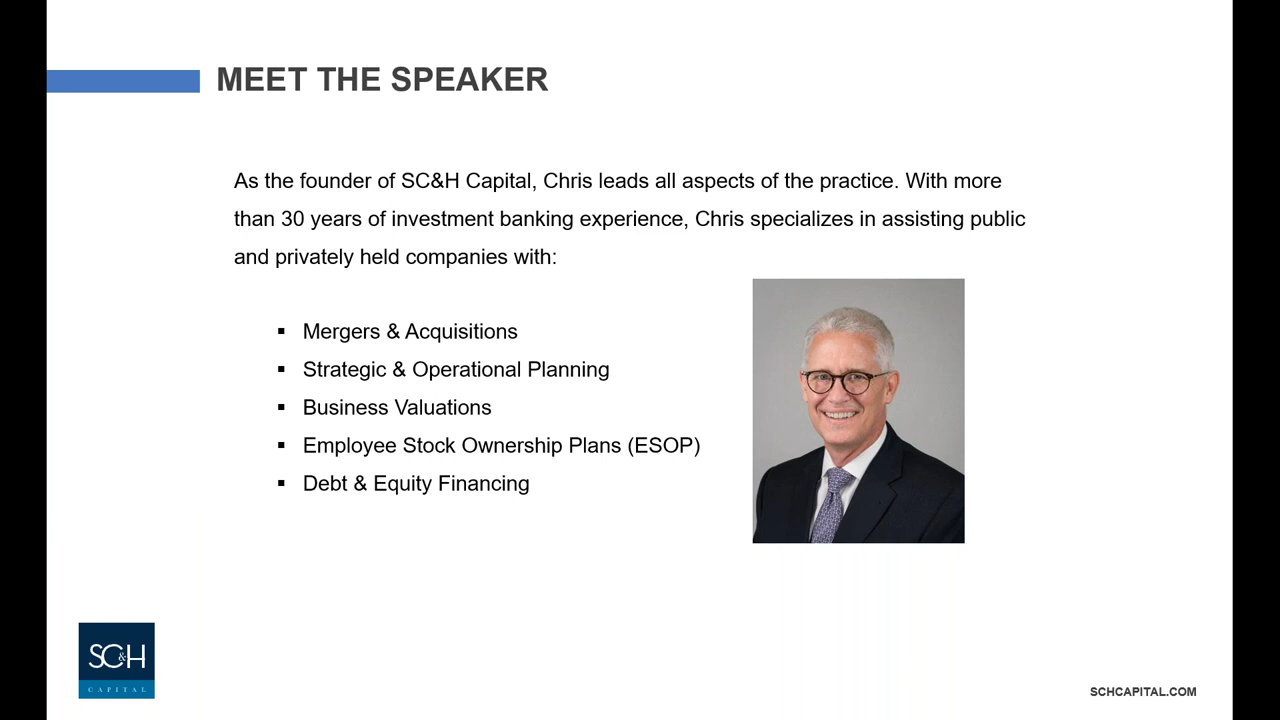 MEET THE SPEAKER
As the founder of SC&H Capital, Chris leads all aspects of the practice. With more
than 30 years of investment banking experience, Chris specializes in assisting public
and privately held companies with:
▪ Mergers & Acquisitions
▪ Strategic & Operational Planning
▪ Business Valuations
▪ Employee Stock Ownership Plans (ESOP)
▪ Debt & Equity Financing
SC&H
CAPITAL
SCHCAPITAL.COM